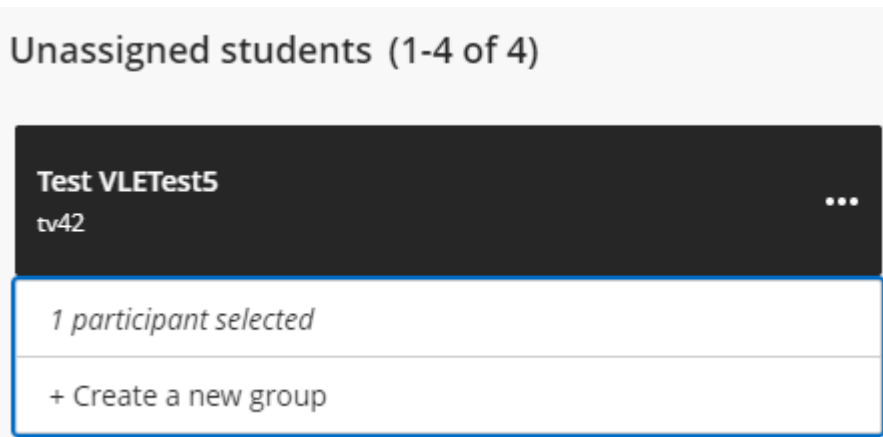 Unassigned students (1-4 of 4)
Test VLETest5
tv42
1 participant selected
+ Create a new group